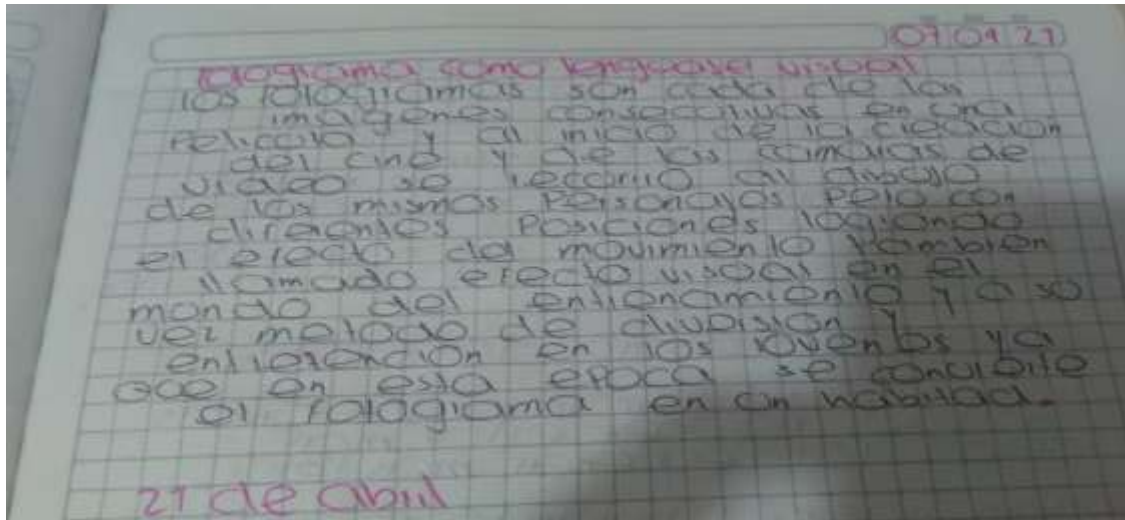 07 09 21
Fotograma como lenguaje visual
los fotogramas son cada de las
imagenes consecutivas en una
pelicula y al inicio de la creacion
del cine y de las camaras de
video se recorrio al dibujo
de los mismos personajes pero con
diferentes posiciones logrando
el efecto del movimiento tambien
llamado efecto visual en el
mundo del entrenamiento y a su
vez metodo de diversion y
en los jovenes ya
que en esta epoca se convierte
el fotograma en un habitad.
21 de abril